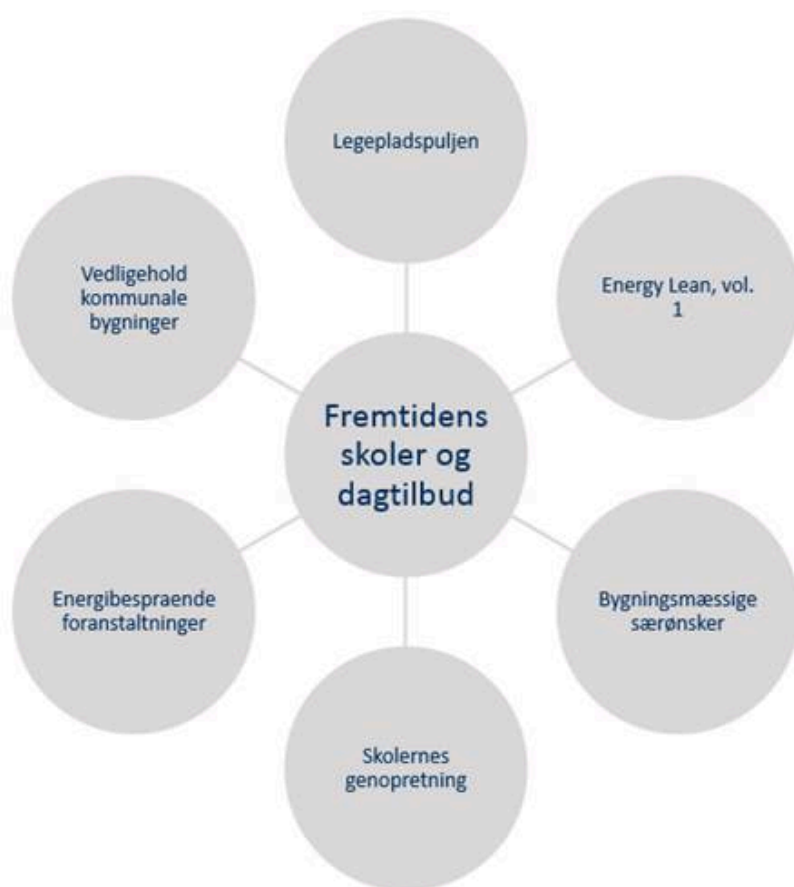 Legepladspuljen
Energy Lean, vol.
1
Bygningsmæssige
særønsker
Skolernes
genopretning
Energibespraende
foranstaltninger
Vedligehold
kommunale
bygninger
Fremtidens
skoler og
dagtilbud